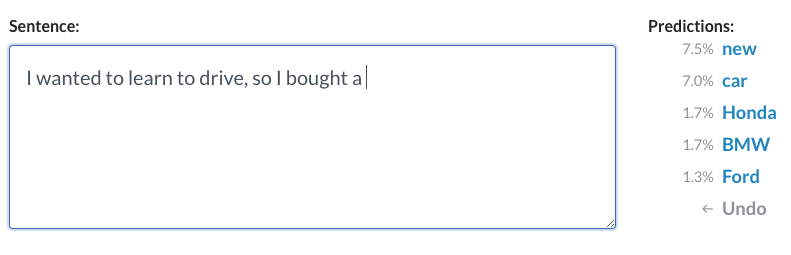 Sentence:
I wanted to learn to drive, so I bought a
Predictions:
7.5% new
7.0% car
1.7% Honda
1.7% BMW
1.3% Ford
← Undo